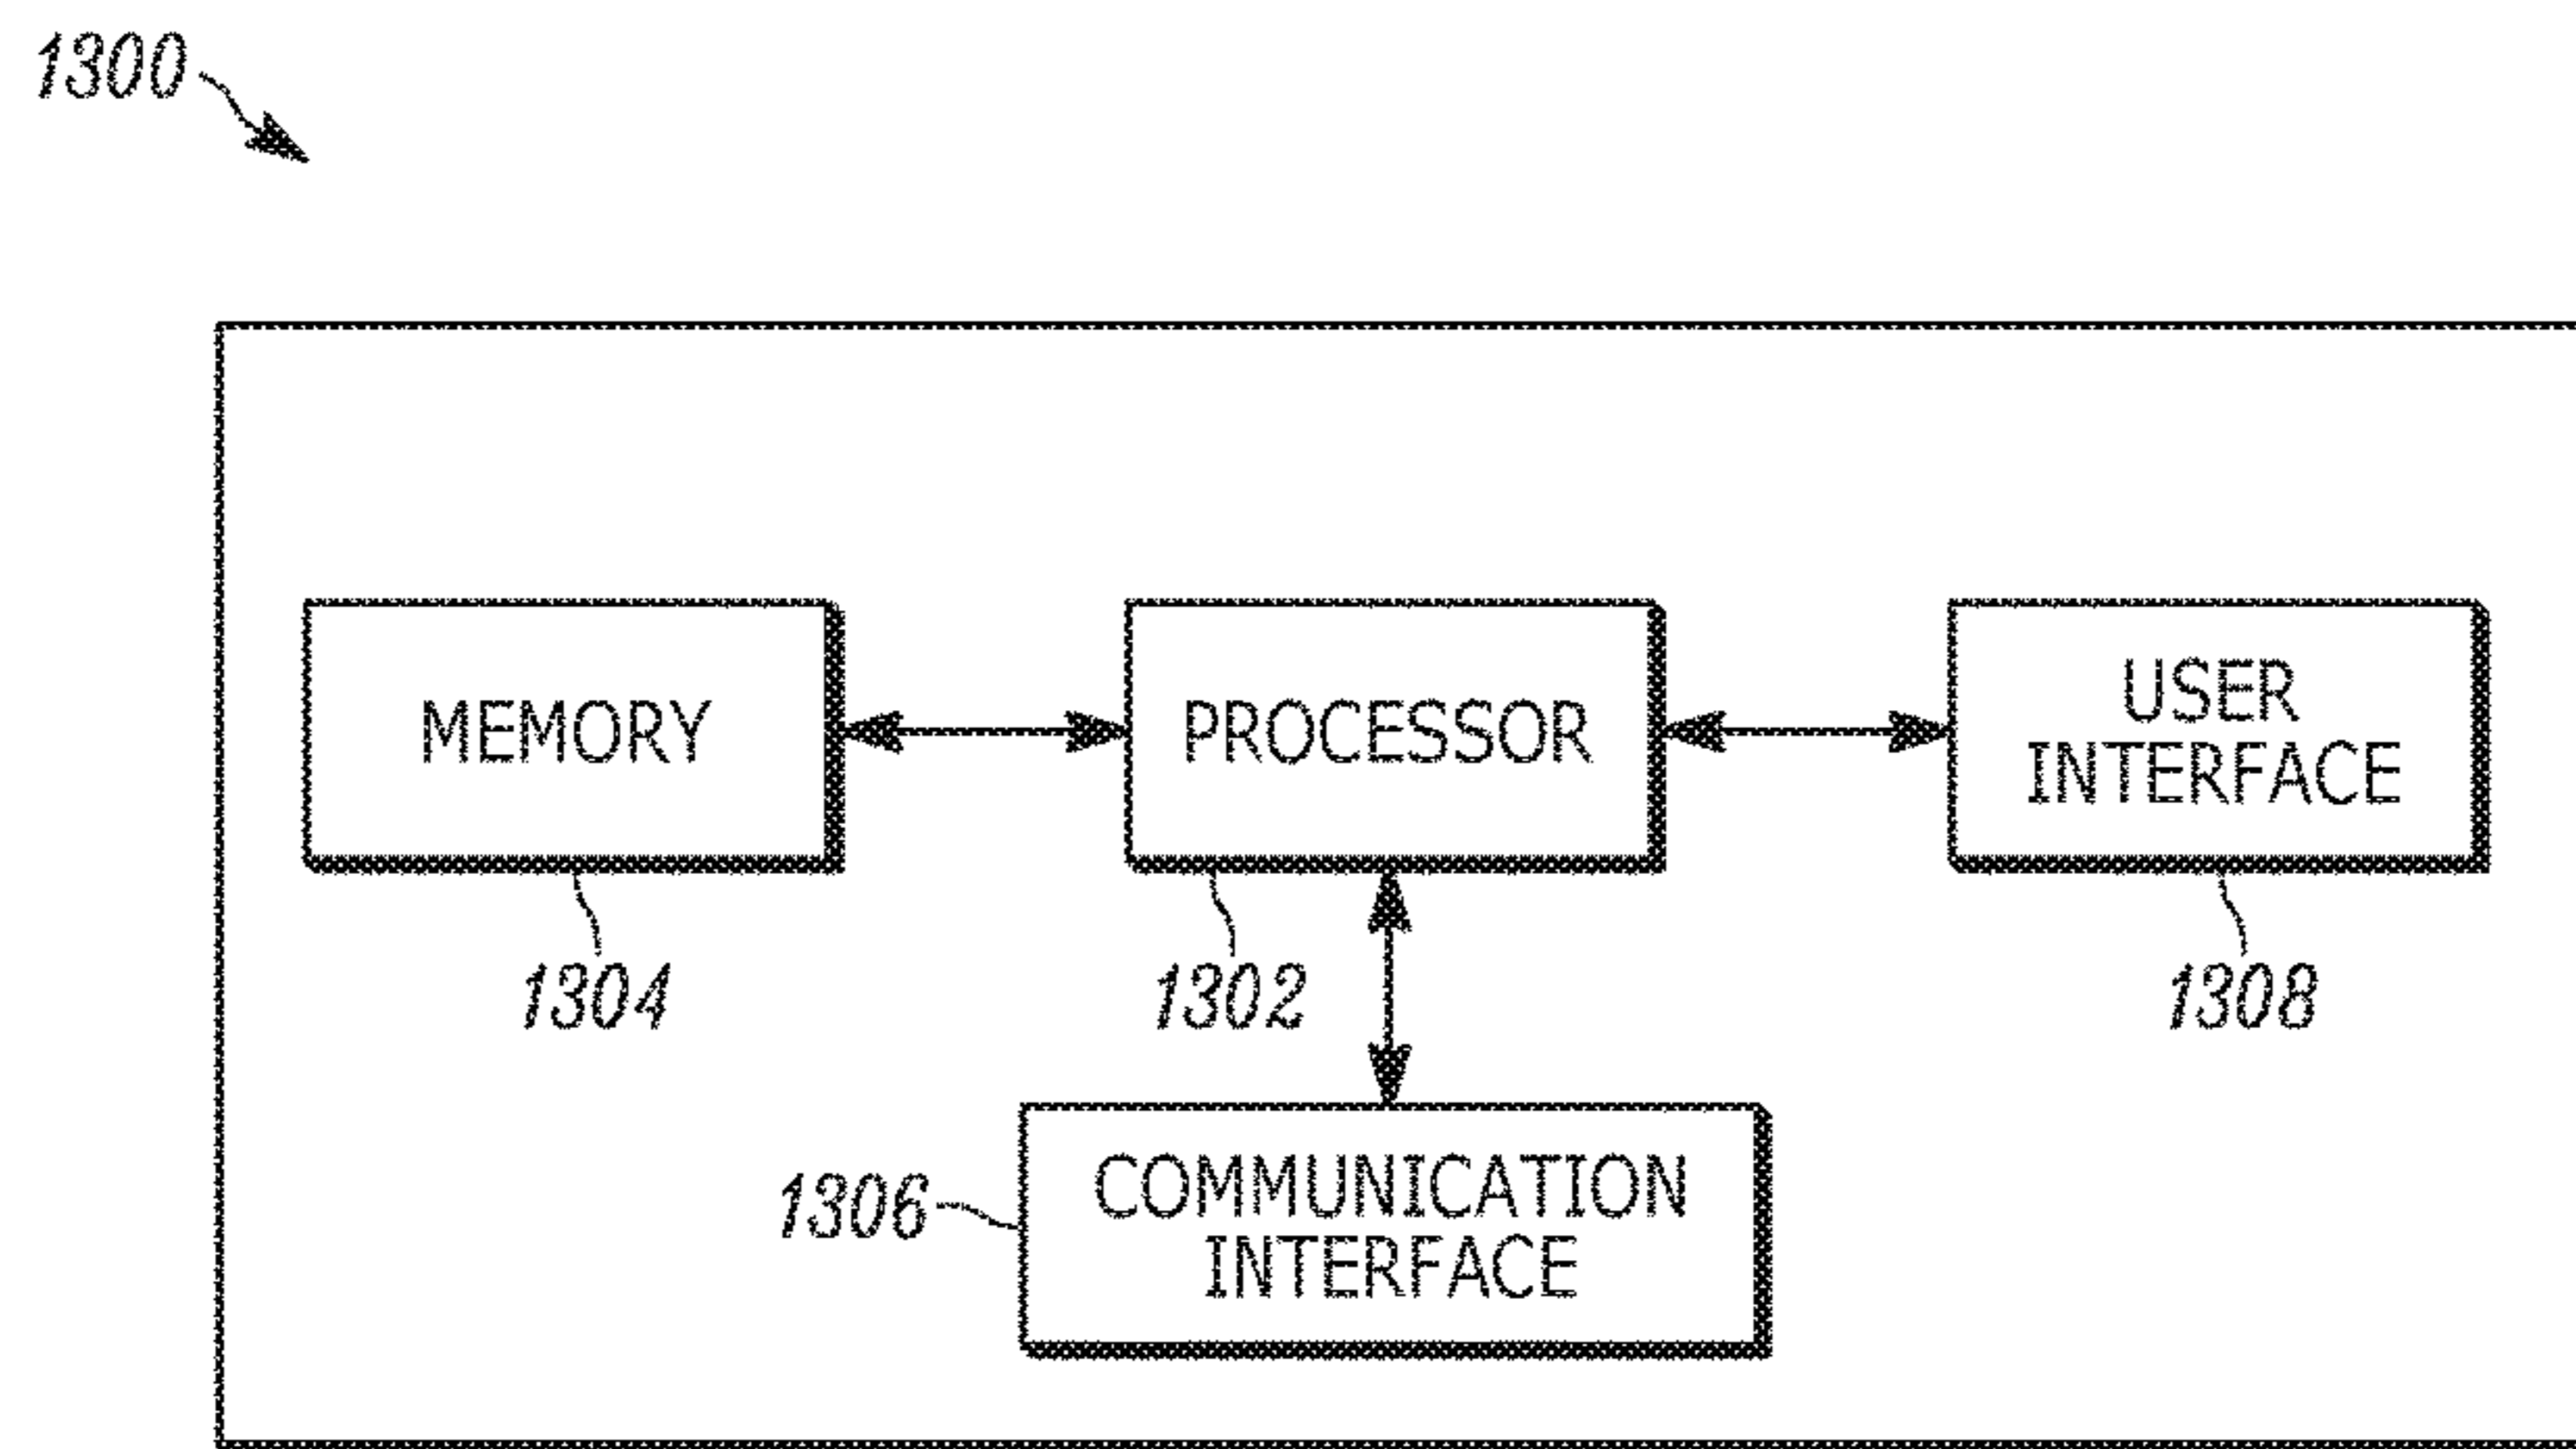 1300
MEMORY
PROCESSOR
USER
INTERFACE
1304
1302
1308
1306
COMMUNICATION
INTERFACE